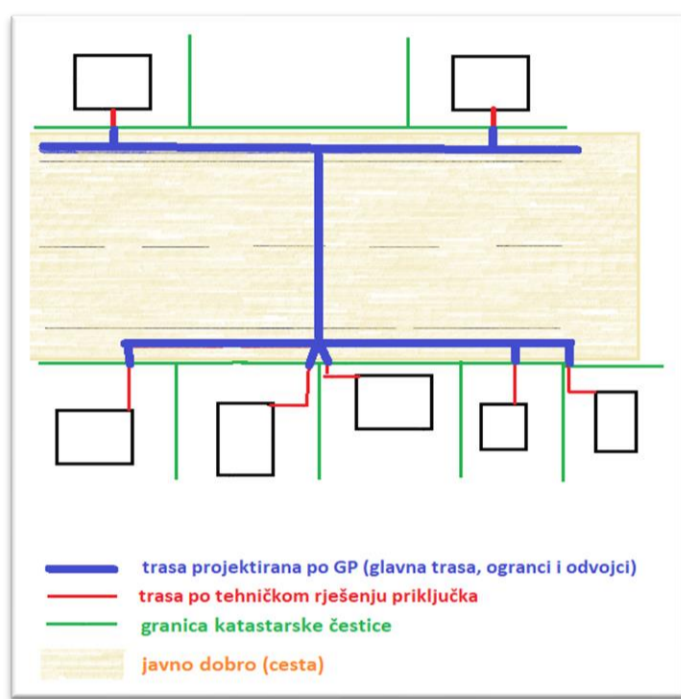 trasa projektirana po GP (glavna trasa, ogranci i odvojci)
trasa po tehničkom rješenju priključka
granica katastarske čestice
javno dobro (cesta)